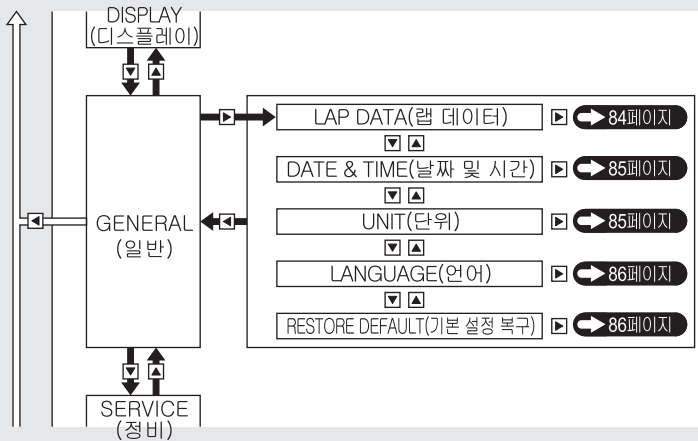 DISPLAY
(디스플레이)
GENERAL
(일반)
LAP DATA(랩 데이터)
84페이지
DATE & TIME(날짜 및 시간)
85페이지
UNIT(단위)
85페이지
LANGUAGE(언어)
86페이지
RESTORE DEFAULT(기본 설정 복구)
86페이지
SERVICE
(정비)